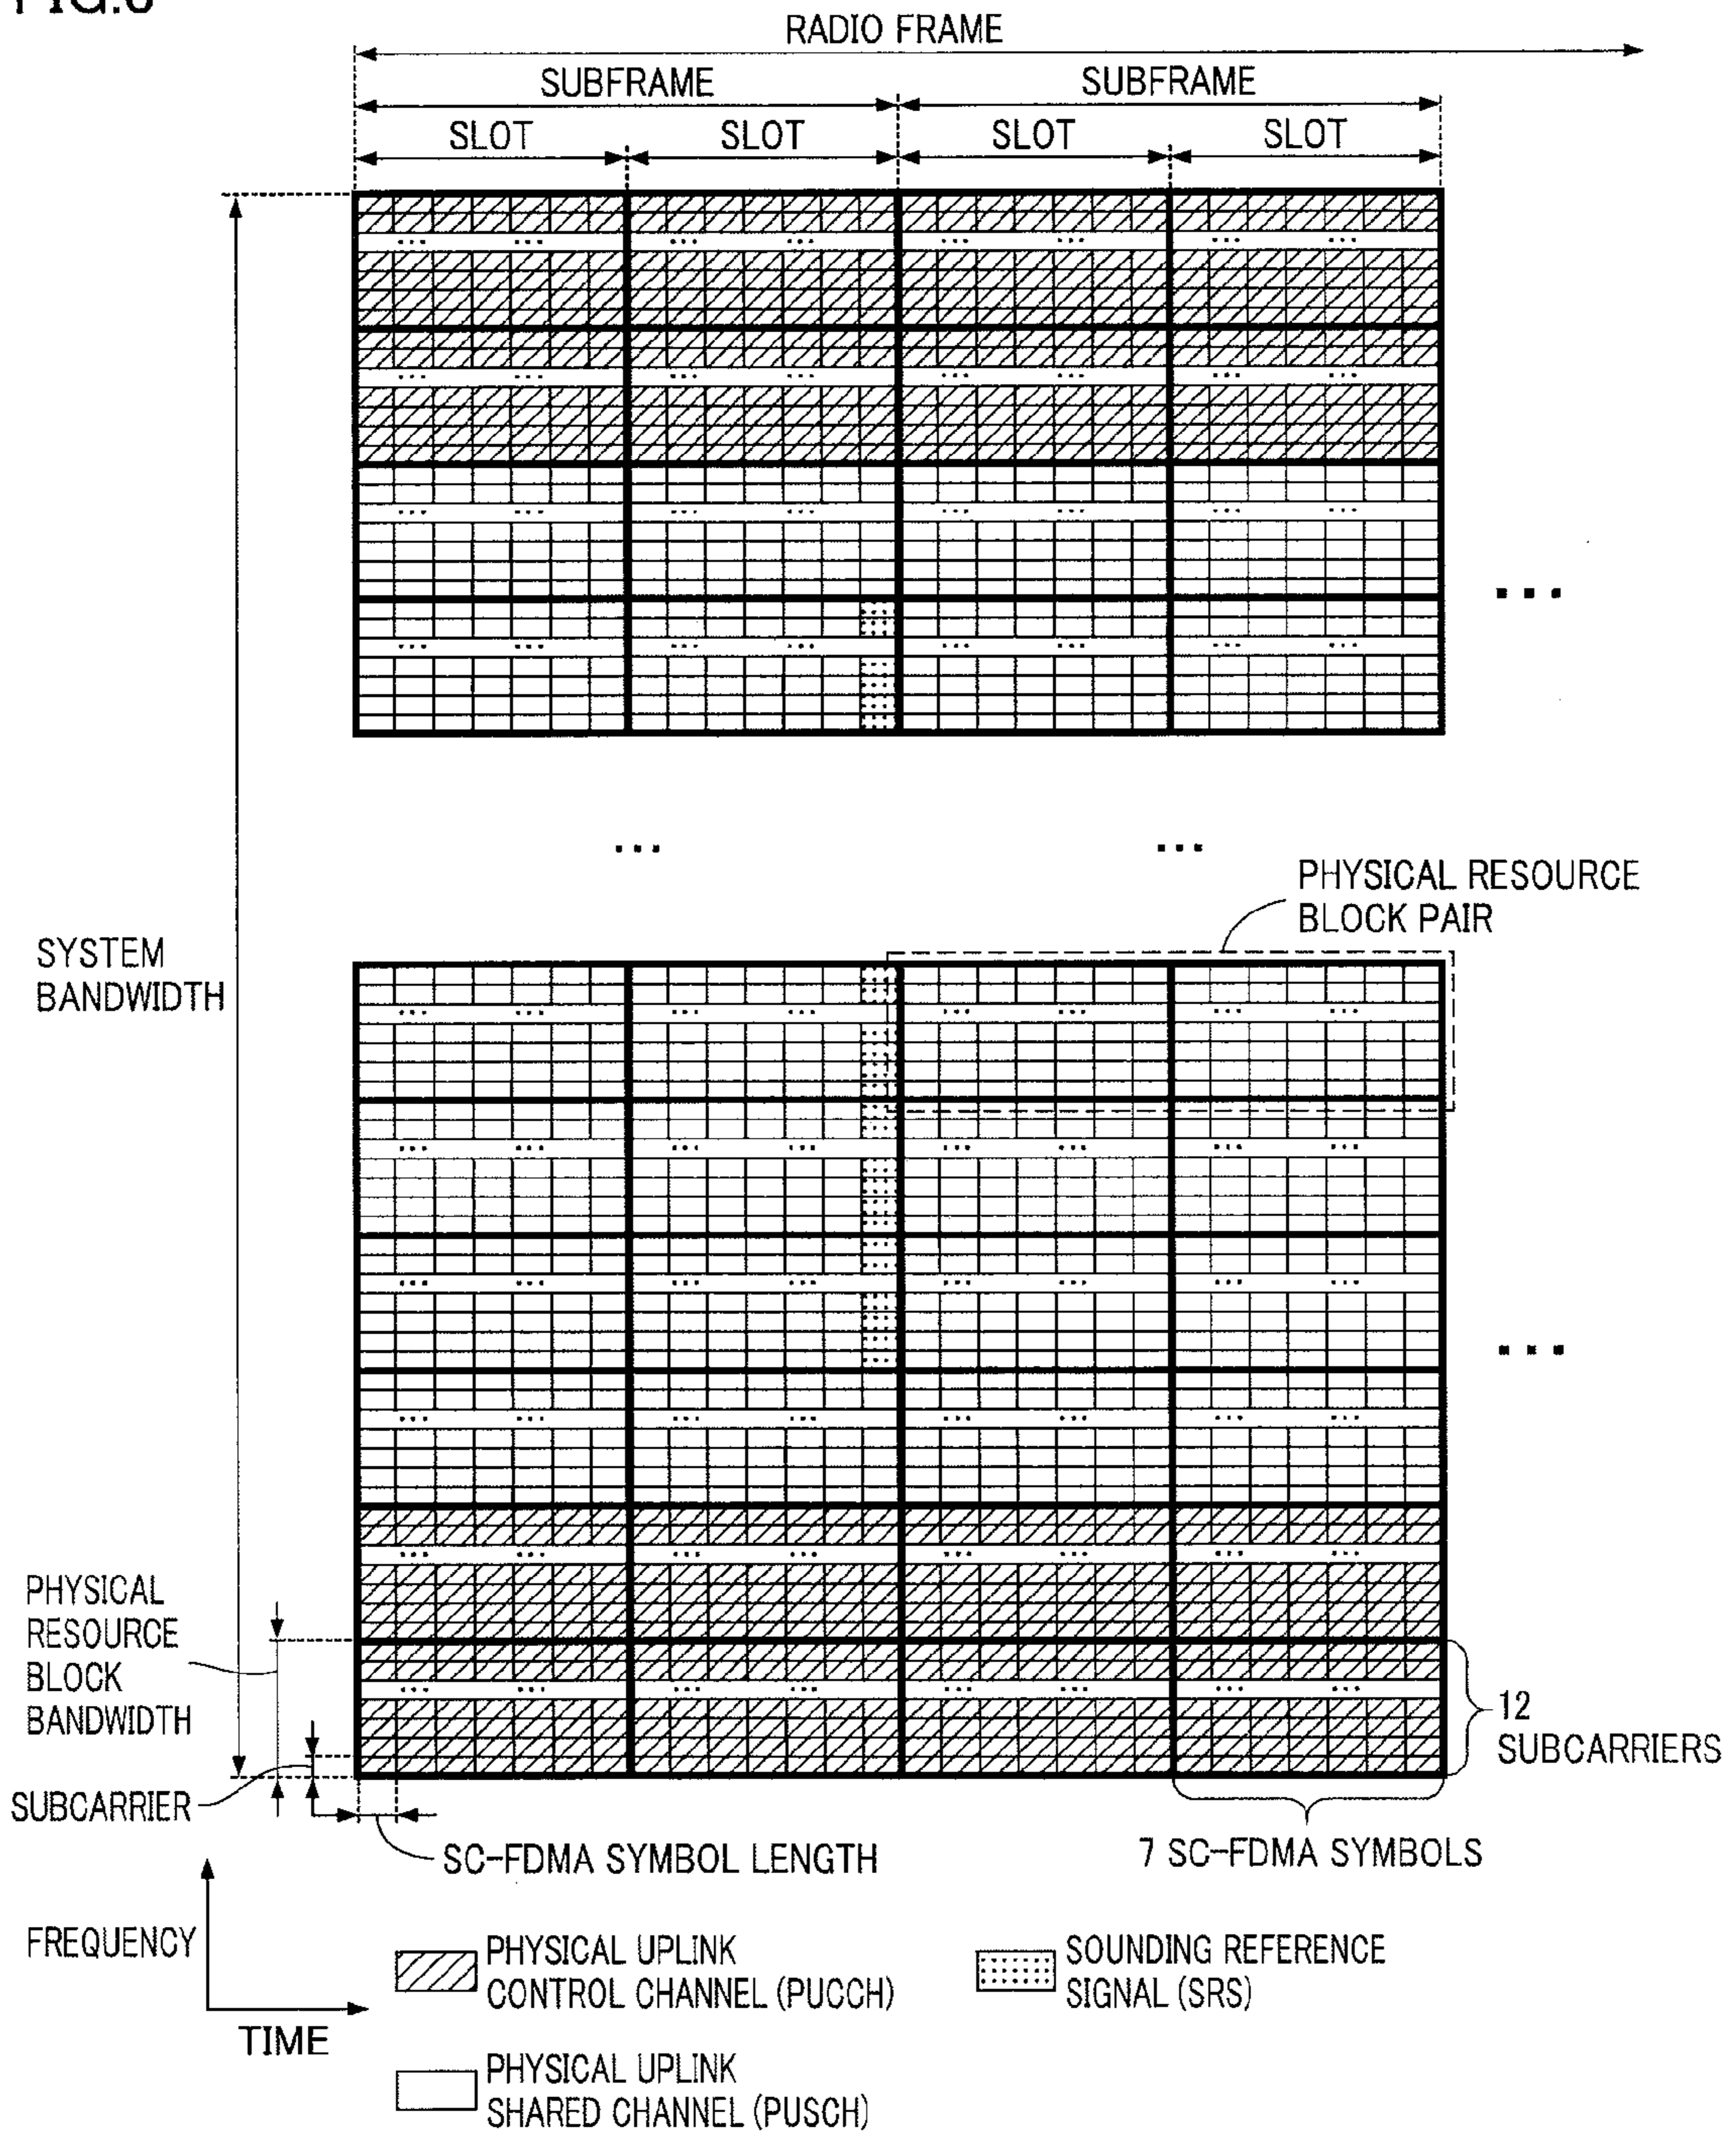 RADIO FRAME
SUBFRAME SUBFRAME
SLOT SLOT SLOT SLOT
... ... ... ... ... ... ... ...
PHYSICAL RESOURCE
BLOCK PAIR
SYSTEM
BANDWIDTH
PHYSICAL
RESOURCE
BLOCK
BANDWIDTH
12
SUBCARRIERS
SUBCARRIER
SC-FDMA SYMBOL LENGTH
7 SC-FDMA SYMBOLS
FREQUENCY
TIME
PHYSICAL UPLINK
CONTROL CHANNEL (PUCCH)
SOUNDING REFERENCE
SIGNAL (SRS)
PHYSICAL UPLINK
SHARED CHANNEL (PUSCH)